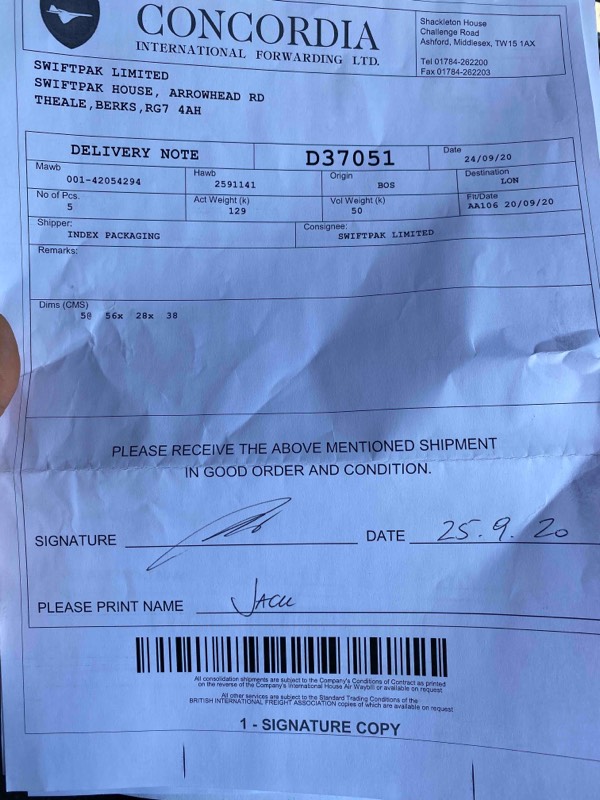 CONCORDIA
INTERNATIONAL FORWARDING LTD.
Shackleton House
Challenge Road
Ashford, Middlesex, TW15 1AX
Tel 01784-262200
Fax 01784-262203
SWIFTPAK LIMITED
SWIFTPAK HOUSE, ARROWHEAD RD
THEALE,BERKS,RG7 4AH
DELIVERY NOTE
D37051
Date
24/09/20
Mawb
001-42054294
Hawb
2591141
Origin
BOS
Destination
LON
No of Pcs.
5
Act Weight (k)
129
Vol Weight (k)
50
Flt/Date
AA106 20/09/20
Shipper:
INDEX PACKAGING
Consignee:
SWIFTPAK LIMITED
Remarks:
Dims (CMS)
5@ 56x 28x 38
PLEASE RECEIVE THE ABOVE MENTIONED SHIPMENT
IN GOOD ORDER AND CONDITION.
SIGNATURE
DATE 25.9.20
PLEASE PRINT NAME
All consolidation shipments are subject to the Company's Conditions of Contract as printed
on the reverse of the Company's International House Air Waybill or available on request
All other services are subject to the Standard Trading Conditions of the
BRITISH INTERNATIONAL FREIGHT ASSOCIATION copies of which are available on request
1 - SIGNATURE COPY